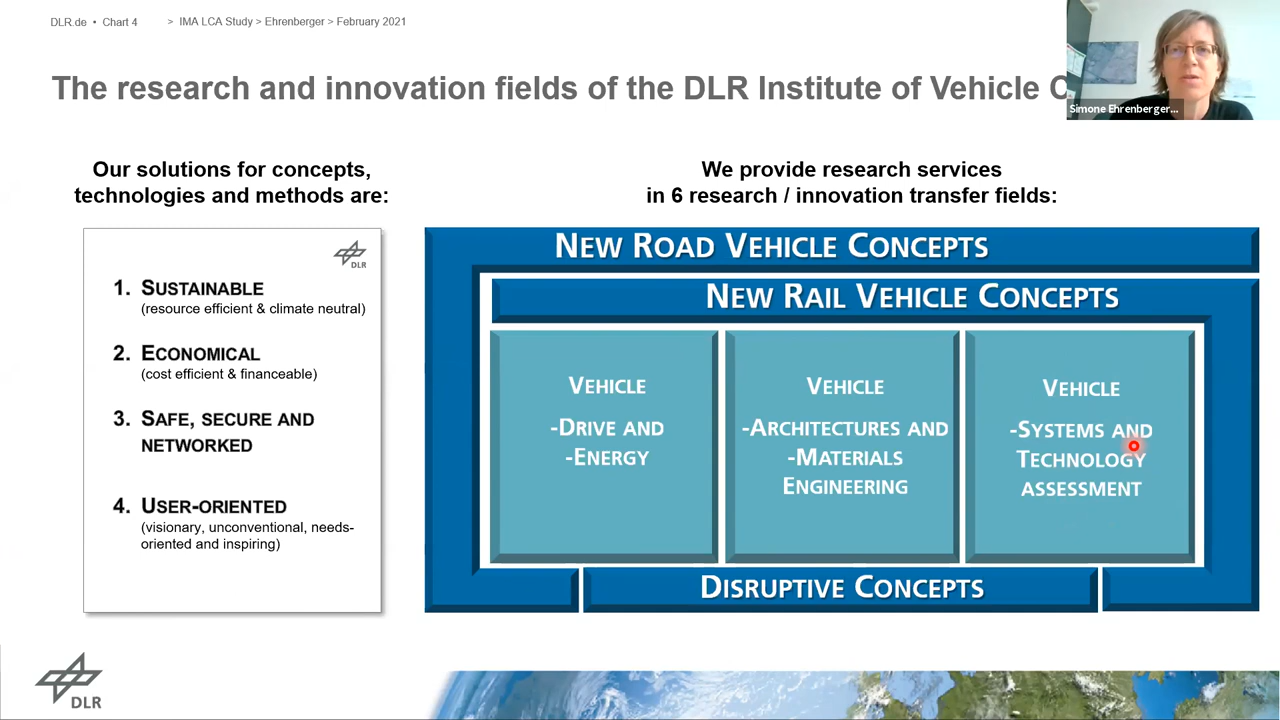 DLR.de • Chart 4 > IMA LCA Study > Ehrenberger > February 2021
The research and innovation fields of the DLR Institute of Vehicle
Simone Ehrenberger...
Our solutions for concepts,
technologies and methods are:
DLR
1. SUSTAINABLE
(resource efficient & climate neutral)
2. ECONOMICAL
(cost efficient & financeable)
3. SAFE, SECURE AND
NETWORKED
4. USER-ORIENTED
(visionary, unconventional, needs-
oriented and inspiring)
We provide research services
in 6 research / innovation transfer fields:
NEW ROAD VEHICLE CONCEPTS
NEW RAIL VEHICLE CONCEPTS
VEHICLE
-DRIVE AND
-ENERGY
VEHICLE
-ARCHITECTURES AND
-MATERIALS
ENGINEERING
VEHICLE
-SYSTEMS AND
TECHNOLOGY
ASSESSMENT
DISRUPTIVE CONCEPTS
DLR